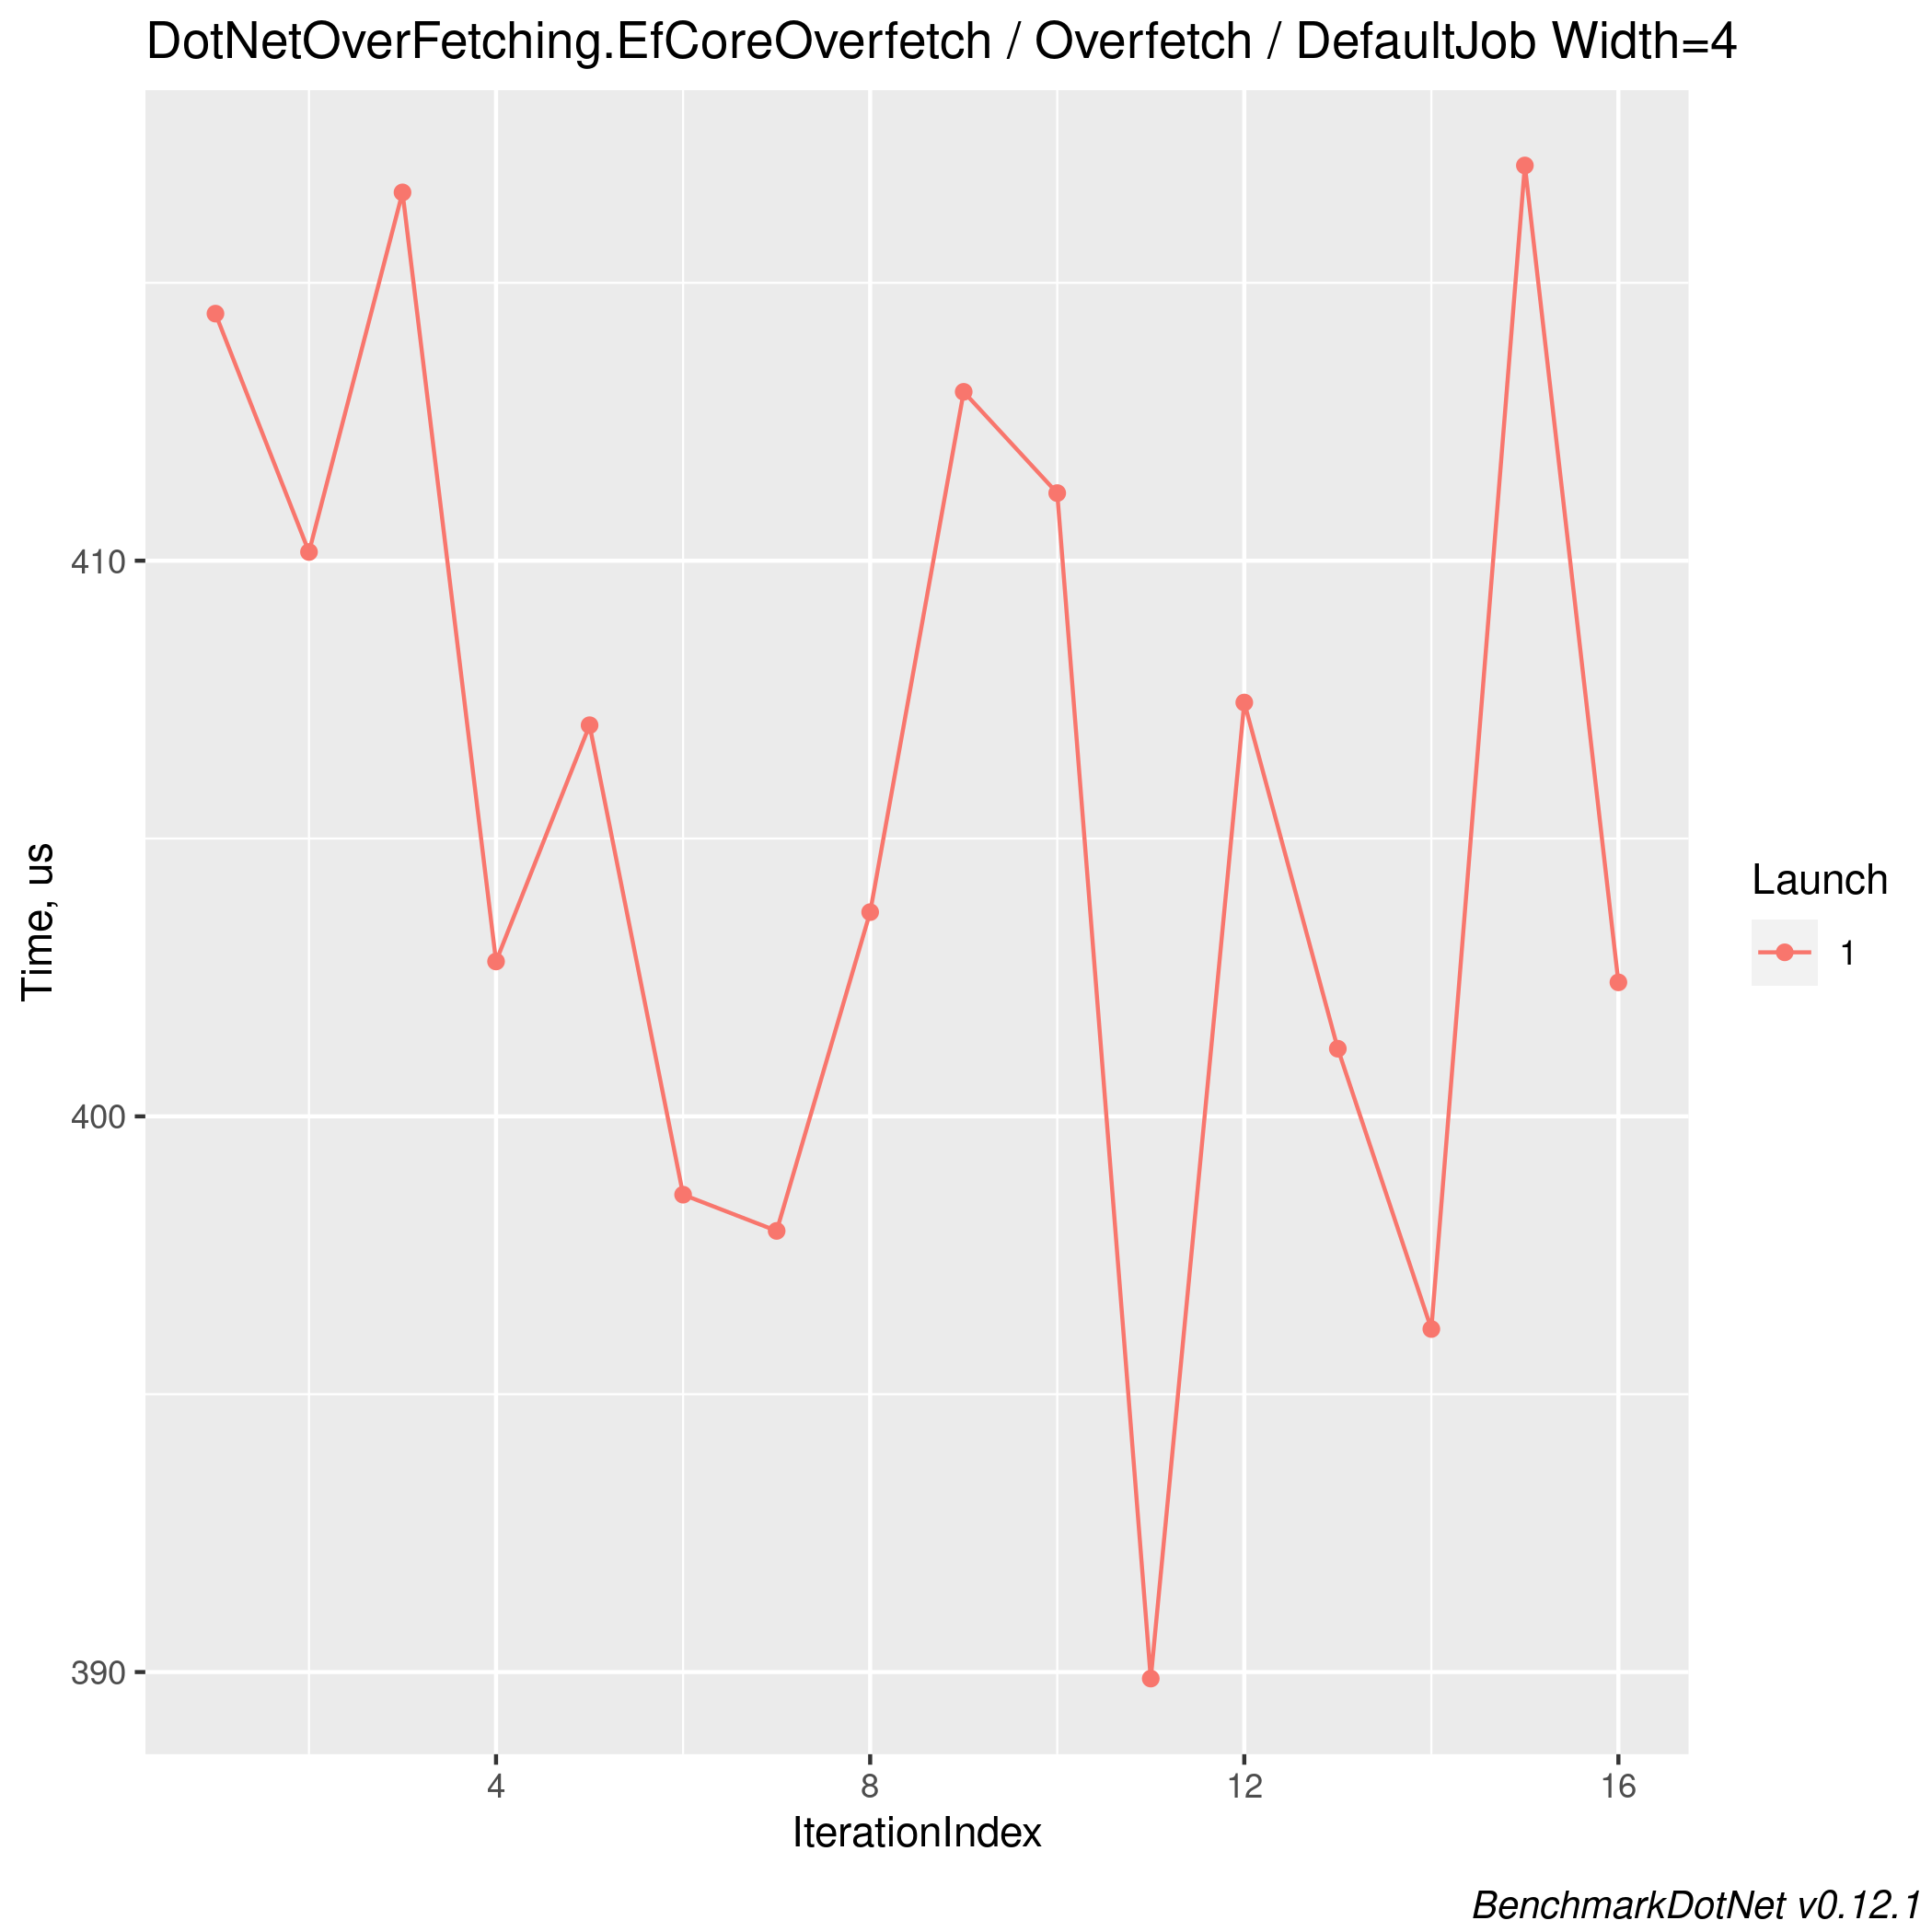 DotNetOverFetching.EfCoreOverfetch / Overfetch / DefaultJob Width=4
Time, us
410
400
390
4
8
12
16
IterationIndex
Launch
1
BenchmarkDotNet v0.12.1